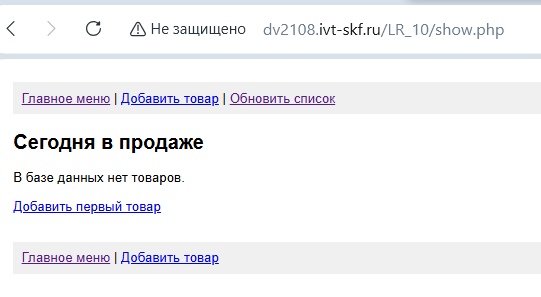 Не защищено dv2108.ivt-skf.ru/LR_10/show.php
Главное меню | Добавить товар | Обновить список
Сегодня в продаже
В базе данных нет товаров.
Добавить первый товар
Главное меню | Добавить товар